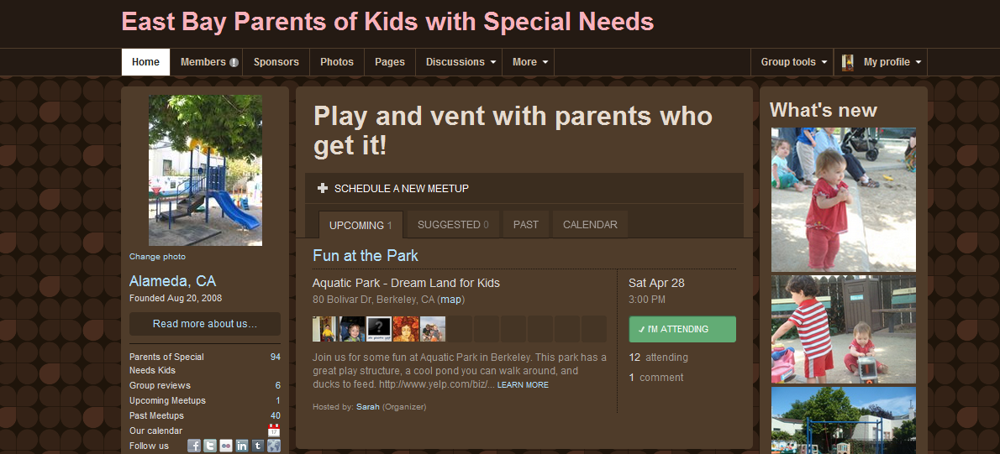 East Bay Parents of Kids with Special Needs
Home
Members
Sponsors
Photos
Pages
Discussions
More
Group tools
My profile
Change photo
Alameda, CA
Founded Aug 20, 2008
Read more about us…
Parents of Special 94
Needs Kids
Group reviews 6
Upcoming Meetups 1
Past Meetups 40
Our calendar
Follow us
Play and vent with parents who
get it!
SCHEDULE A NEW MEETUP
UPCOMING 1
SUGGESTED 0
PAST
CALENDAR
Fun at the Park
Aquatic Park - Dream Land for Kids
80 Bolivar Dr, Berkeley, CA (map)
Join us for some fun at Aquatic Park in Berkeley. This park has a
great play structure, a cool pond you can walk around, and
ducks to feed. http://www.yelp.com/biz/... LEARN MORE
Hosted by: Sarah (Organizer)
Sat Apr 28
3:00 PM
I'M ATTENDING
12 attending
1 comment
What's new